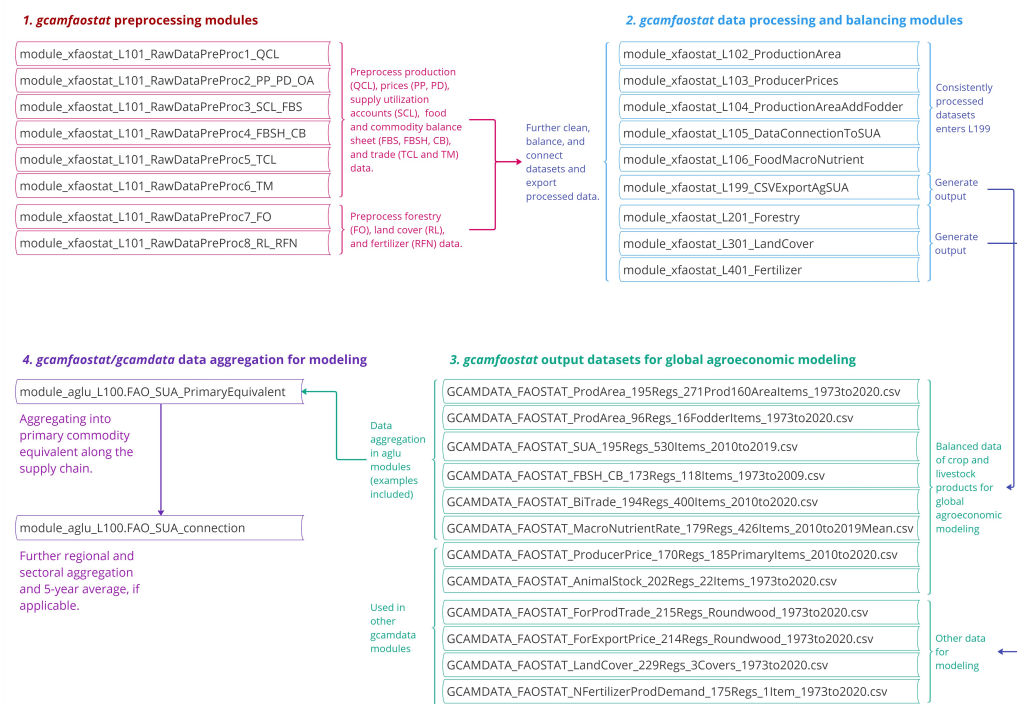 1. gcamfaostat preprocessing modules
module_xfaostat_L101_RawDataPreProc1_QCL
module_xfaostat_L101_RawDataPreProc2_PP_PD_OA
module_xfaostat_L101_RawDataPreProc3_SCL_FBS
module_xfaostat_L101_RawDataPreProc4_FBSH_CB
module_xfaostat_L101_RawDataPreProc5_TCL
module_xfaostat_L101_RawDataPreProc6_TM
module_xfaostat_L101_RawDataPreProc7_FO
module_xfaostat_L101_RawDataPreProc8_RL_RFN
Preprocess production
(QCL), prices (PP, PD),
supply utilization
accounts (SCL), food
and commodity balance
sheet (FBS, FBSH, CB),
and trade (TCL and TM)
data.
Preprocess forestry
(FO), land cover (RL),
and fertilizer (RFN) data.
Further clean,
balance, and
connect
datasets and
export
processed data.
2. gcamfaostat data processing and balancing modules
module_xfaostat_L102_ProductionArea
module_xfaostat_L103_ProducerPrices
module_xfaostat_L104_ProductionAreaAddFodder
module_xfaostat_L105_DataConnectionToSUA
module_xfaostat_L106_FoodMacroNutrient
module_xfaostat_L199_CSVExportAgSUA
module_xfaostat_L201_Forestry
module_xfaostat_L301_LandCover
module_xfaostat_L401_Fertilizer
Consistently
processed
datasets
enters L199
Generate
output
Generate
output
3. gcamfaostat output datasets for global agroeconomic modeling
GCAMDATA_FAOSTAT_ProdArea_195Regs_271Prod160AreaItems_1973to2020.csv
GCAMDATA_FAOSTAT_ProdArea_96Regs_16FodderItems_1973to2020.csv
GCAMDATA_FAOSTAT_SUA_195Regs_530Items_2010to2019.csv
GCAMDATA_FAOSTAT_FBSH_CB_173Regs_118Items_1973to2009.csv
GCAMDATA_FAOSTAT_BiTrade_194Regs_400Items_2010to2020.csv
GCAMDATA_FAOSTAT_MacroNutrientRate_179Regs_426Items_2010to2019Mean.csv
GCAMDATA_FAOSTAT_ProducerPrice_170Regs_185PrimaryItems_2010to2020.csv
GCAMDATA_FAOSTAT_AnimalStock_202Regs_22Items_1973to2020.csv
GCAMDATA_FAOSTAT_ForProdTrade_215Regs_Roundwood_1973to2020.csv
GCAMDATA_FAOSTAT_ForExportPrice_214Regs_Roundwood_1973to2020.csv
GCAMDATA_FAOSTAT_LandCover_229Regs_3Covers_1973to2020.csv
GCAMDATA_FAOSTAT_NFertilizerProdDemand_175Regs_1Item_1973to2020.csv
Balanced data
of crop and
livestock
products for
global
agroeconomic
modeling
Other data
for
modeling
Data
aggregation
in aglu
modules
(examples
included)
Used in
other
gcamdata
modules
4. gcamfaostat/gcamdata data aggregation for modeling
module_aglu_L100.FAO_SUA_PrimaryEquivalent
Aggregating into
primary commodity
equivalent along the
supply chain.
module_aglu_L100.FAO_SUA_connection
Further regional and
sectoral aggregation
and 5-year average, if
applicable.